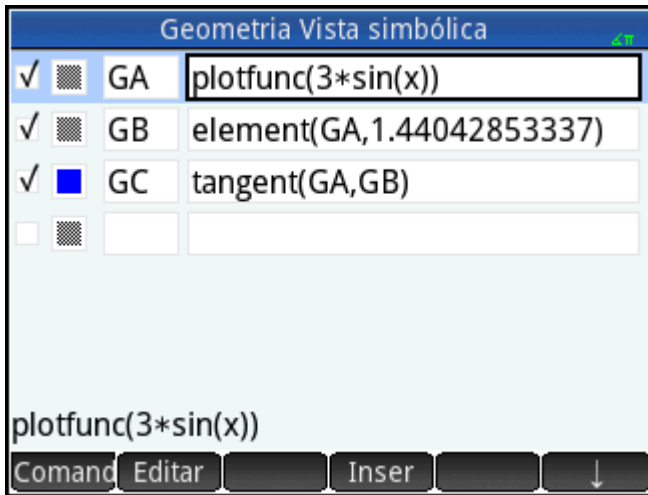 Geometria Vista simbólica
∡π
√ GA plotfunc(3*sin(x))
√ GB element(GA,1.44042853337)
√ GC tangent(GA,GB)
plotfunc(3*sin(x))
Comand Editar Inser ↓